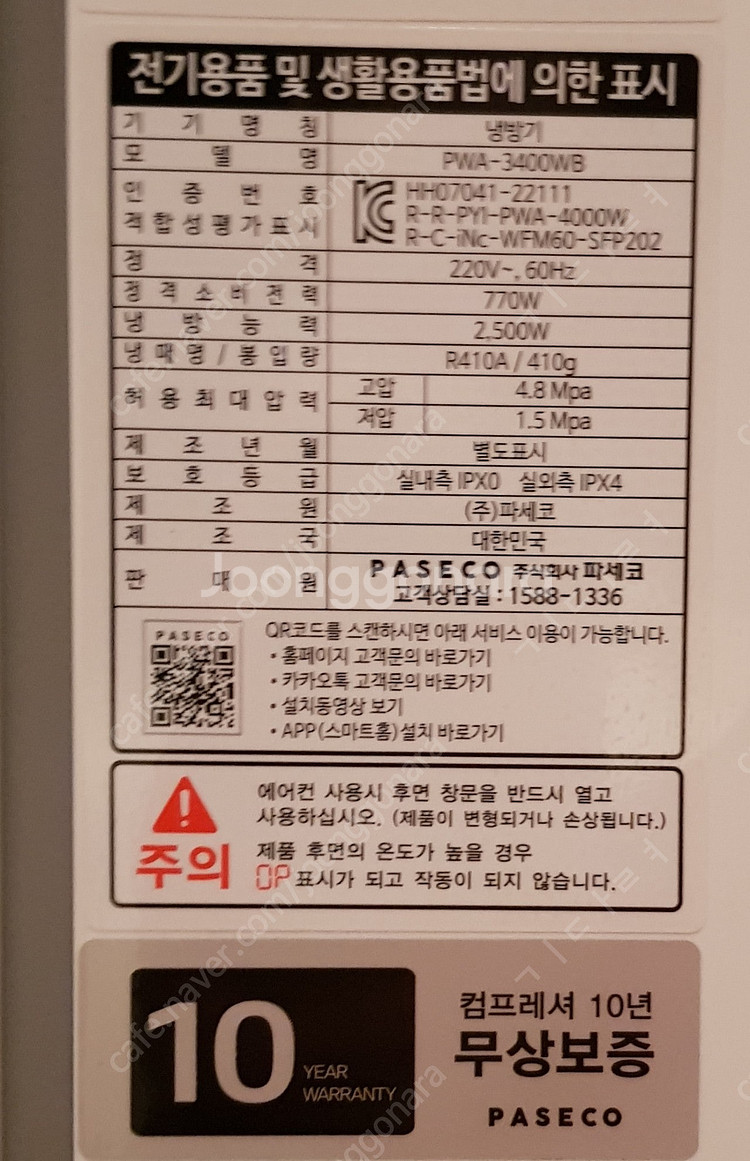 전기용품 및 생활용품법에 의한 표시
기 기 명 칭 냉방기
모 델 명 PWA-3400WB
인 증 번 호 HH07041-22111
적합성평가표시 R-R-PYI-PWA-4000W
R-C-iNc-WFM60-SFP202
정 격 220V~, 60Hz
정 격 소 비 전 력 770W
냉 방 능 력 2,500W
냉 매 명 / 봉 입 량 R410A / 410g
허 용 최 대 압 력 고압 4.8 Mpa
저압 1.5 Mpa
제 조 년 월 별도표시
보 호 등 급 실내측 IPX0 실외측 IPX4
제 조 원 (주)파세코
제 조 국 대한민국
판 매 원 PASECO 주식회사 파세코
고객상담실 : 1588-1336
PASECO
QR코드를 스캔하시면 아래 서비스 이용이 가능합니다.
• 홈페이지 고객문의 바로가기
• 카카오톡 고객문의 바로가기
• 설치동영상 보기
• APP(스마트홈)설치 바로가기
주의
에어컨 사용시 후면 창문을 반드시 열고
사용하십시오. (제품이 변형되거나 손상됩니다.)
제품 후면의 온도가 높을 경우
OP 표시가 되고 작동이 되지 않습니다.
10 YEAR
WARRANTY
컴프레셔 10년
무상보증
PASECO
Joonggonara
cafe.naver.com/joonggonara